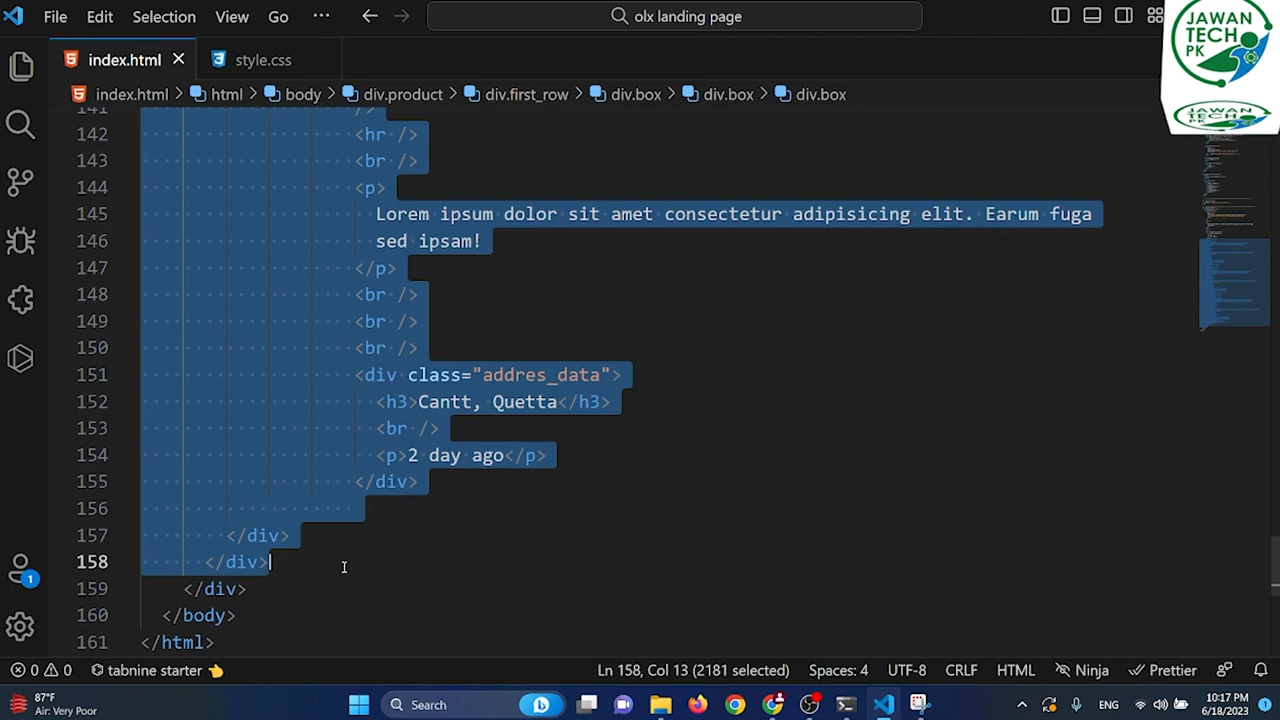 File Edit Selection View Go ··· olx landing page
JAWAN
TECH
PK
JAWAN TECH
PK
index.html style.css
index.html > html > body > div.product > div.first_row > div.box > div.box > div.box
141 />
142 <hr />
143 <br />
144 <p>
145 Lorem ipsum dolor sit amet consectetur adipisicing elit. Earum fuga
146 sed ipsam!
147 </p>
148 <br />
149 <br />
150 <br />
151 <div class="addres_data">
152 <h3>Cantt, Quetta</h3>
153 <br />
154 <p>2 day ago</p>
155 </div>
156
157 </div>
158 </div>
159 </div>
160 </body>
161 </html>
1
0 0 tabnine starter Ln 158, Col 13 (2181 selected) Spaces: 4 UTF-8 CRLF HTML Ninja Prettier
87°F
Air: Very Poor
Search
ENG
10:17 PM
6/18/2023
1